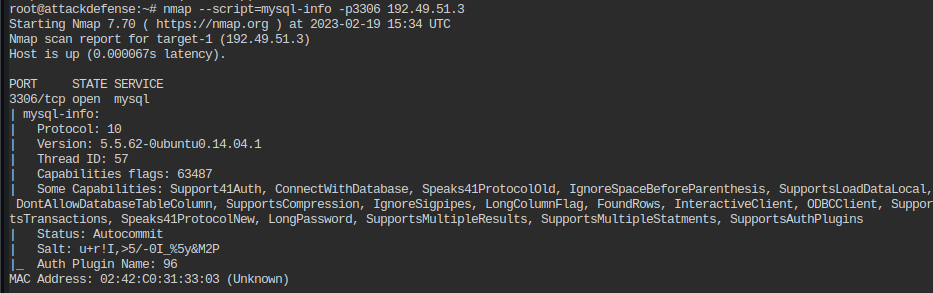 root@attackdefense:~# nmap --script=mysql-info -p3306 192.49.51.3
Starting Nmap 7.70 ( https://nmap.org ) at 2023-02-19 15:34 UTC
Nmap scan report for target-1 (192.49.51.3)
Host is up (0.000067s latency).

PORT     STATE SERVICE
3306/tcp open  mysql
| mysql-info:
|   Protocol: 10
|   Version: 5.5.62-0ubuntu0.14.04.1
|   Thread ID: 57
|   Capabilities flags: 63487
|   Some Capabilities: Support41Auth, ConnectWithDatabase, Speaks41ProtocolOld, IgnoreSpaceBeforeParenthesis, SupportsLoadDataLocal,
 DontAllowDatabaseTableColumn, SupportsCompression, IgnoreSigpipes, LongColumnFlag, FoundRows, InteractiveClient, ODBCClient, Suppor
tsTransactions, Speaks41ProtocolNew, LongPassword, SupportsMultipleResults, SupportsMultipleStatments, SupportsAuthPlugins
|   Status: Autocommit
|   Salt: u+r!I,>5/-0I_%5y&M2P
|_  Auth Plugin Name: 96
MAC Address: 02:42:C0:31:33:03 (Unknown)